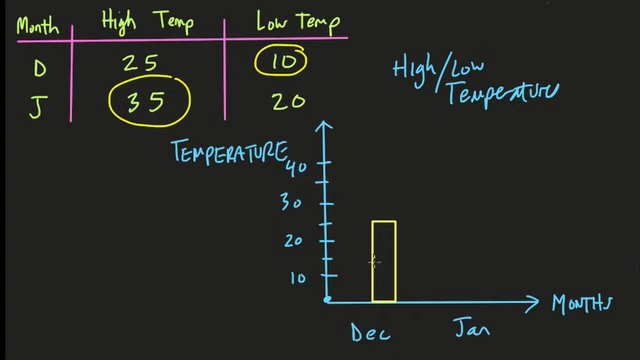 Month High Temp Low Temp
D 25 10
J 35 20
High/Low
Temperature
TEMPERATURE
40
30
20
10
MONTHS
Dec Jan